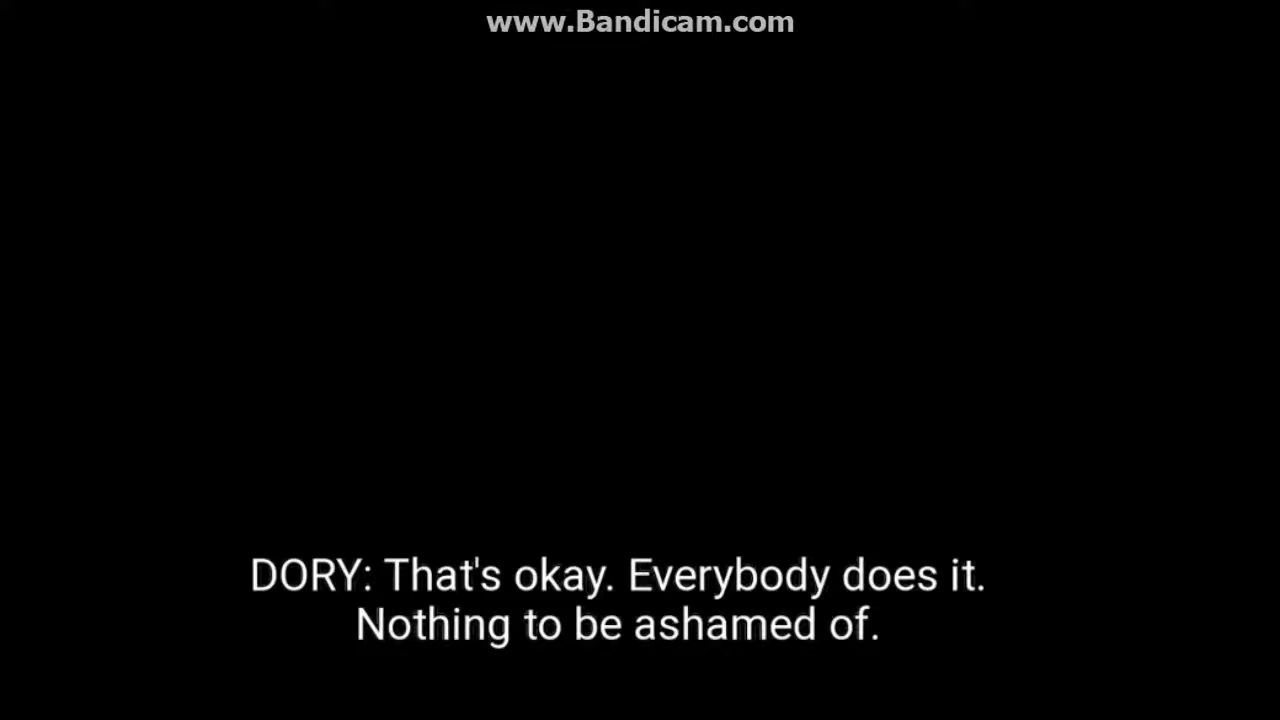 www.Bandicam.com
DORY: That's okay. Everybody does it.
Nothing to be ashamed of.